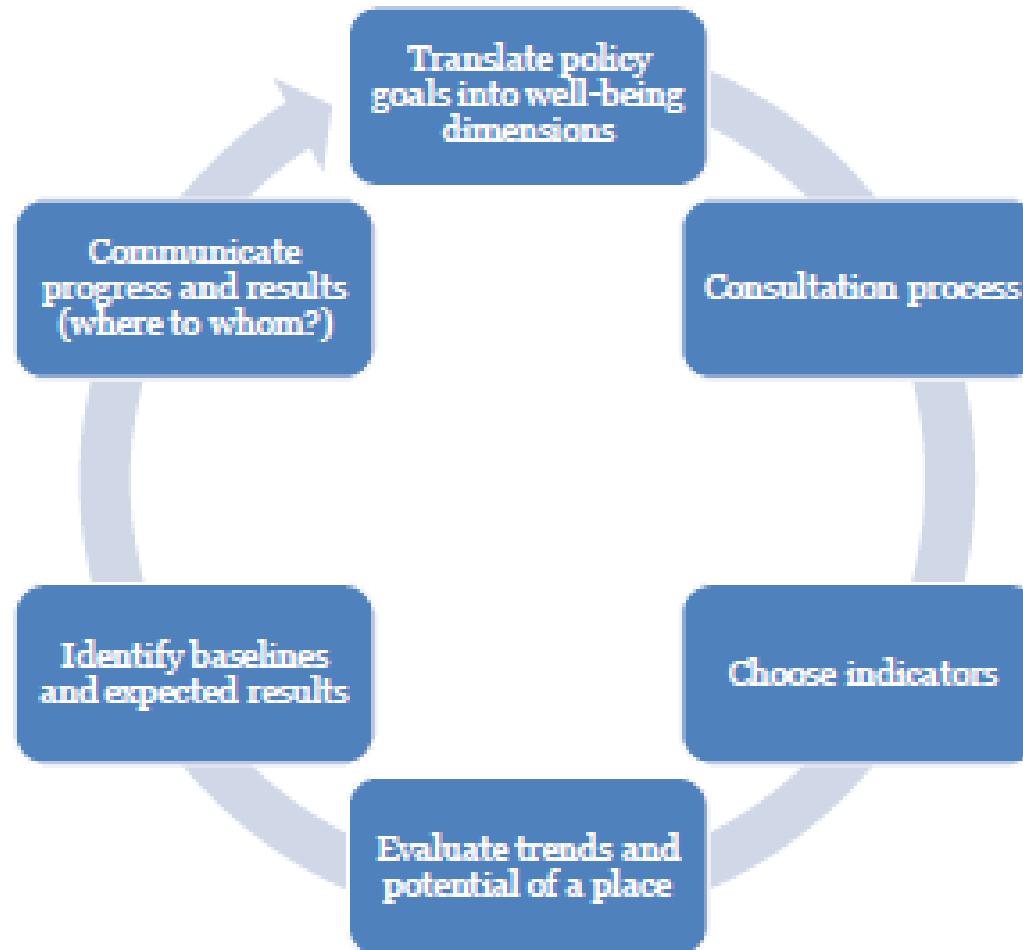 Translate policy
goals into well-being
dimensions
Consultation process
Choose indicators
Evaluate trends and
potential of a place
Identify baselines
and expected results
Communicate
progress and results
(where to whom?)